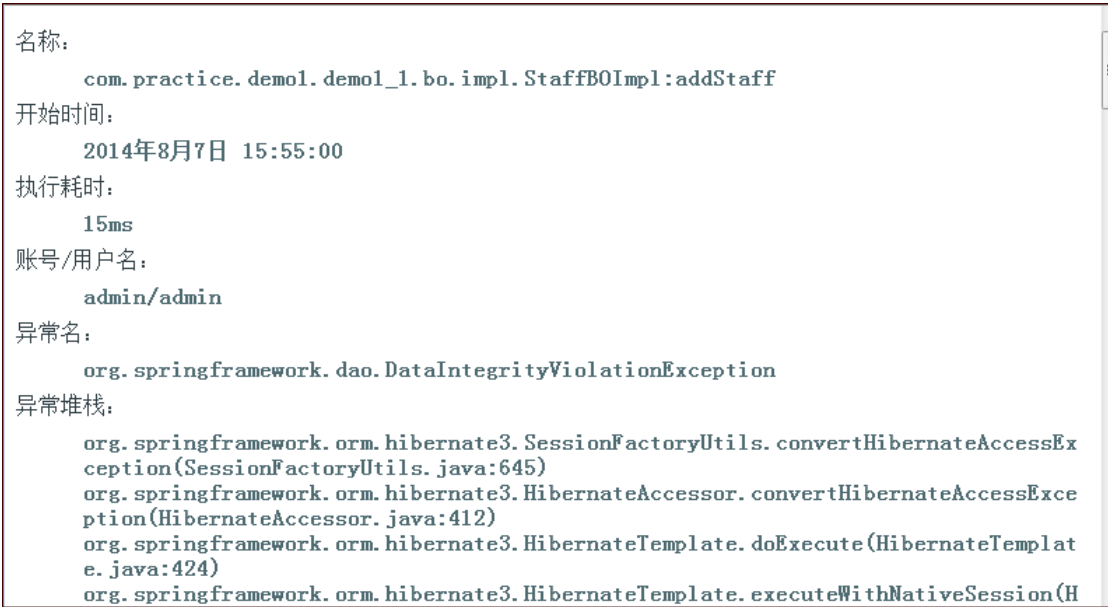 名称：
com.practice.demo1.demo1_1.bo.impl.StaffBOImpl:addStaff
开始时间：
2014年8月7日 15:55:00
执行耗时：
15ms
账号/用户名：
admin/admin
异常名：
org.springframework.dao.DataIntegrityViolationException
异常堆栈：
org.springframework.orm.hibernate3.SessionFactoryUtils.convertHibernateAccessEx
ception(SessionFactoryUtils.java:645)
org.springframework.orm.hibernate3.HibernateAccessor.convertHibernateAccessExce
ption(HibernateAccessor.java:412)
org.springframework.orm.hibernate3.HibernateTemplate.doExecute(HibernateTemplat
e.java:424)
org.springframework.orm.hibernate3.HibernateTemplate.executeWithNativeSession(H